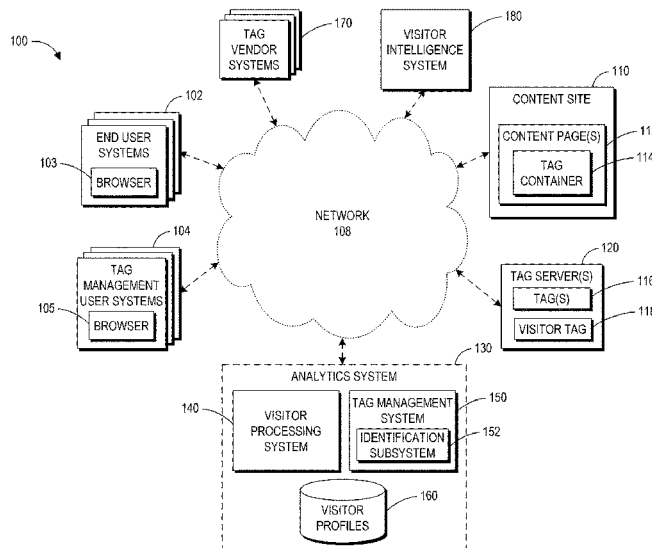 100
TAG
VENDOR
SYSTEMS
170
VISITOR
INTELLIGENCE
SYSTEM
180
102
END USER
SYSTEMS
103
BROWSER
110
CONTENT SITE
CONTENT PAGE(S)
TAG
CONTAINER
114
NETWORK
108
104
TAG
MANAGEMENT
USER SYSTEMS
105
BROWSER
120
TAG SERVER(S)
TAG(S)
116
VISITOR TAG
118
130
ANALYTICS SYSTEM
140
VISITOR
PROCESSING
SYSTEM
TAG MANAGEMENT
SYSTEM
150
IDENTIFICATION
SUBSYSTEM
152
VISITOR
PROFILES
160